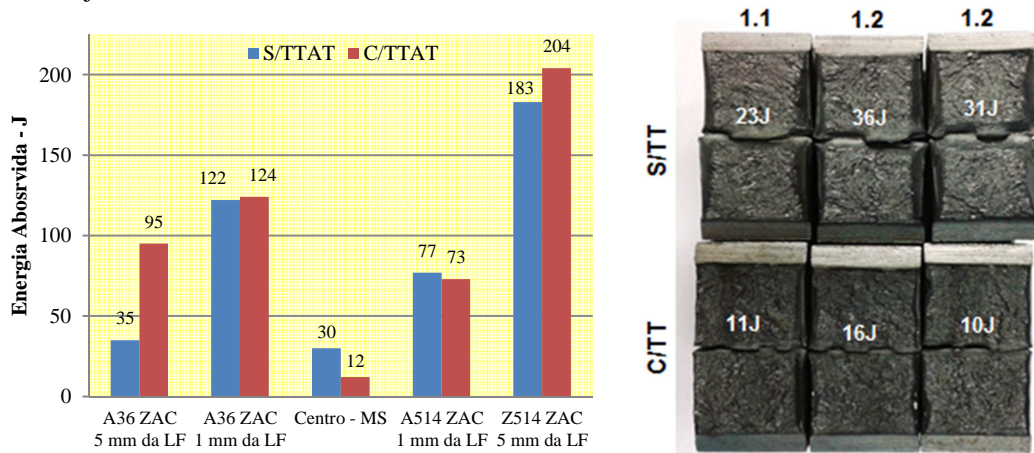 S/TTAT C/TTAT
Energia Abosrvida - J
200
150
100
50
0
35
95
122
124
30
12
77
73
183
204
A36 ZAC
5 mm da LF
A36 ZAC
1 mm da LF
Centro - MS
A514 ZAC
1 mm da LF
Z514 ZAC
5 mm da LF
1.1 1.2 1.2
S/TT
23J 36J 31J
C/TT
11J 16J 10J